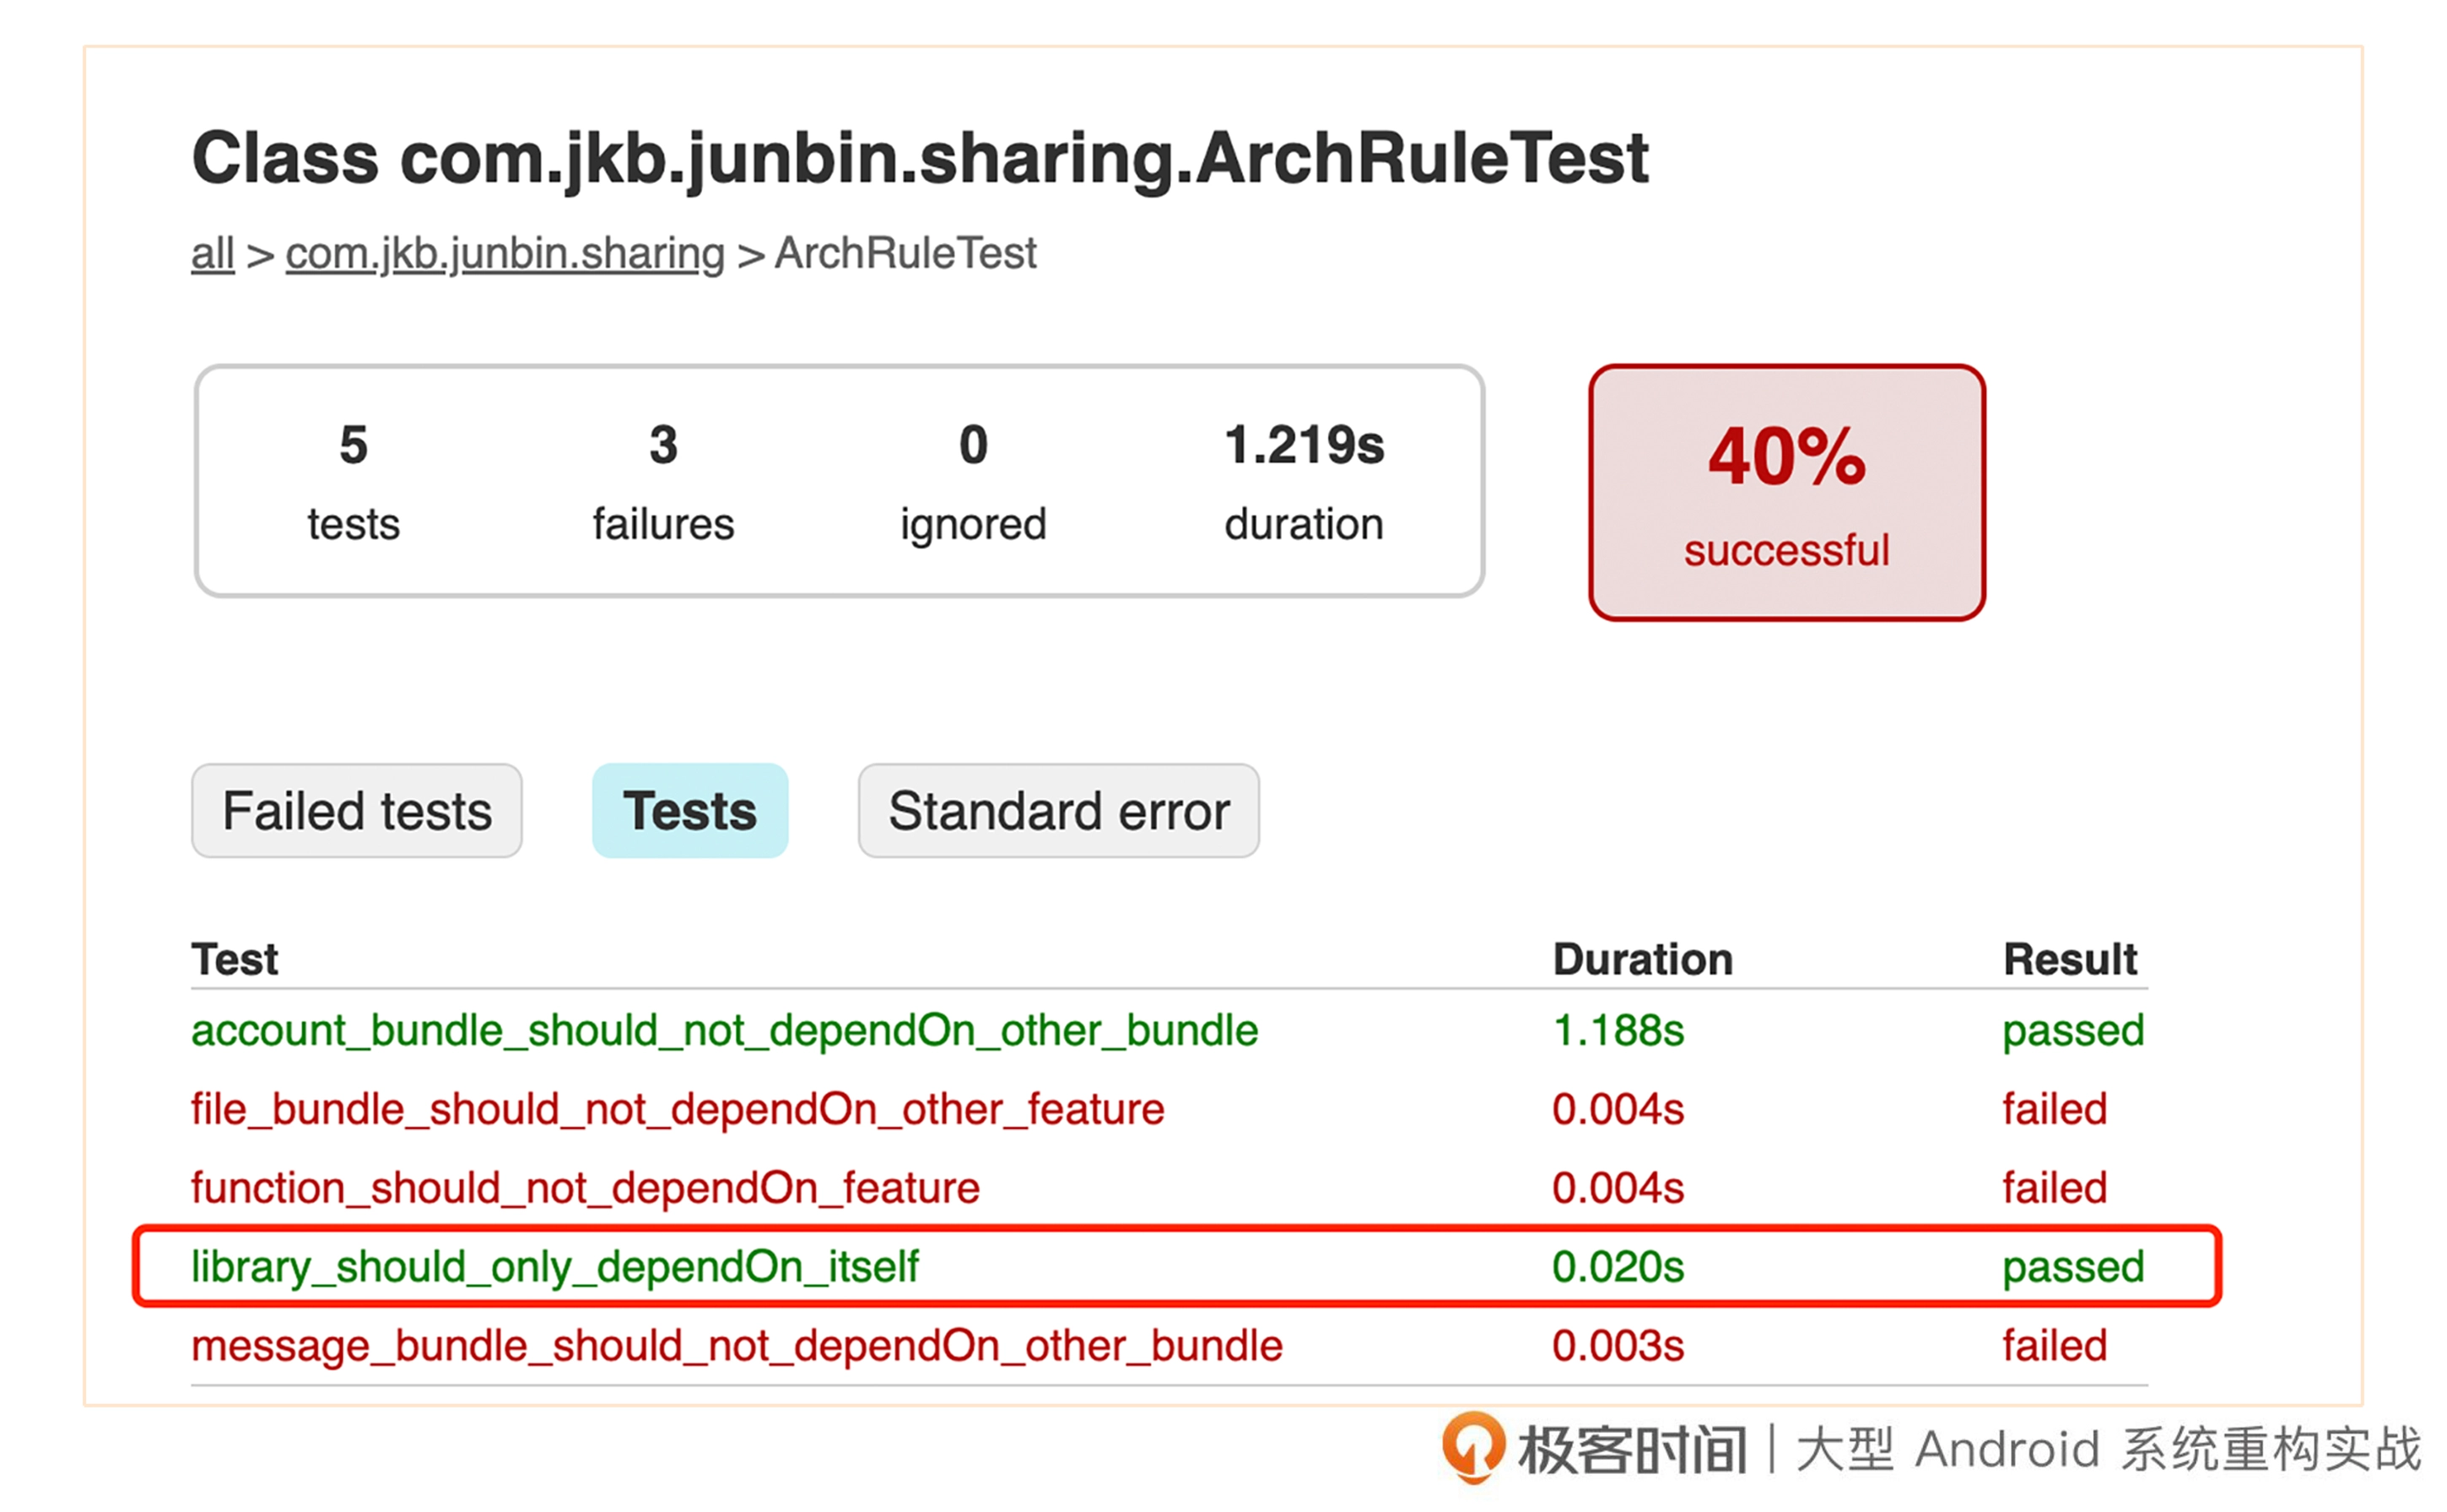 Class com.jkb.junbin.sharing.ArchRuleTest
all > com.jkb.junbin.sharing > ArchRuleTest
5 3 0 1.219s
tests failures ignored duration
40%
successful
Failed tests Tests Standard error
Test Duration Result
account_bundle_should_not_dependOn_other_bundle 1.188s passed
file_bundle_should_not_dependOn_other_feature 0.004s failed
function_should_not_dependOn_feature 0.004s failed
library_should_only_dependOn_itself 0.020s passed
message_bundle_should_not_dependOn_other_bundle 0.003s failed
极客时间 | 大型 Android 系统重构实战